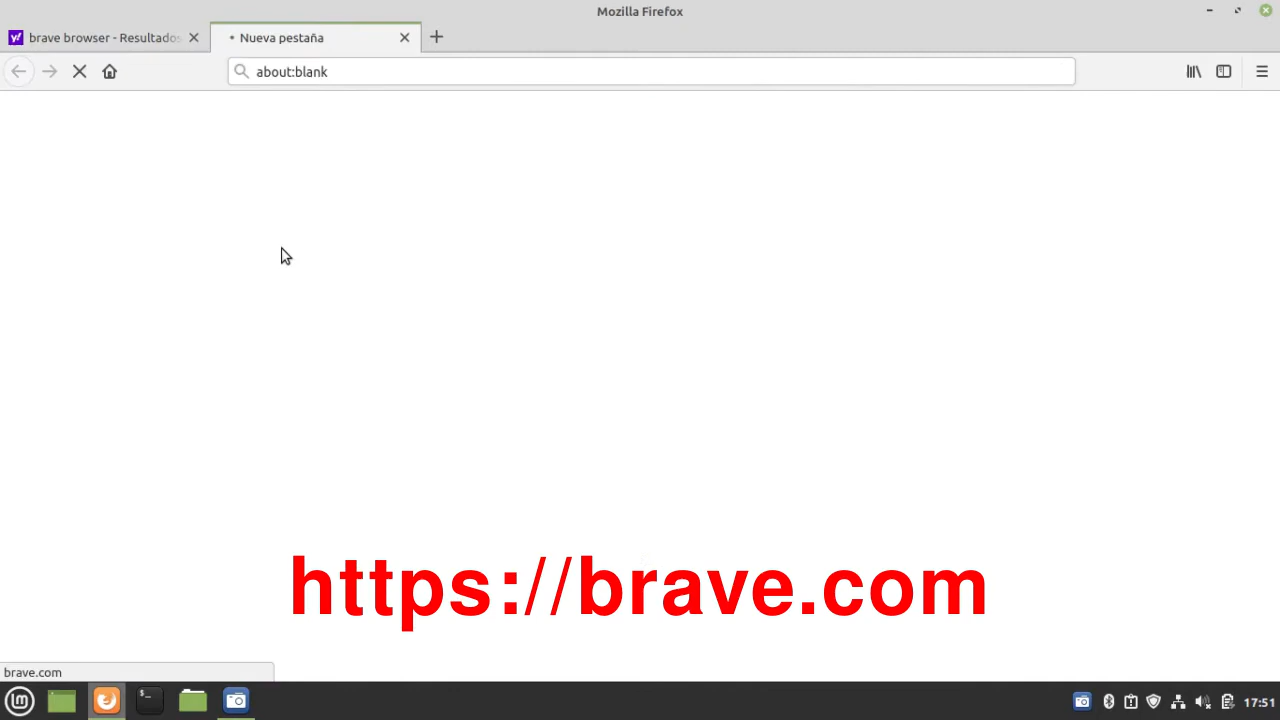 Mozilla Firefox
brave browser - Resultados
Nueva pestaña
about:blank
https://brave.com
brave.com
17:51